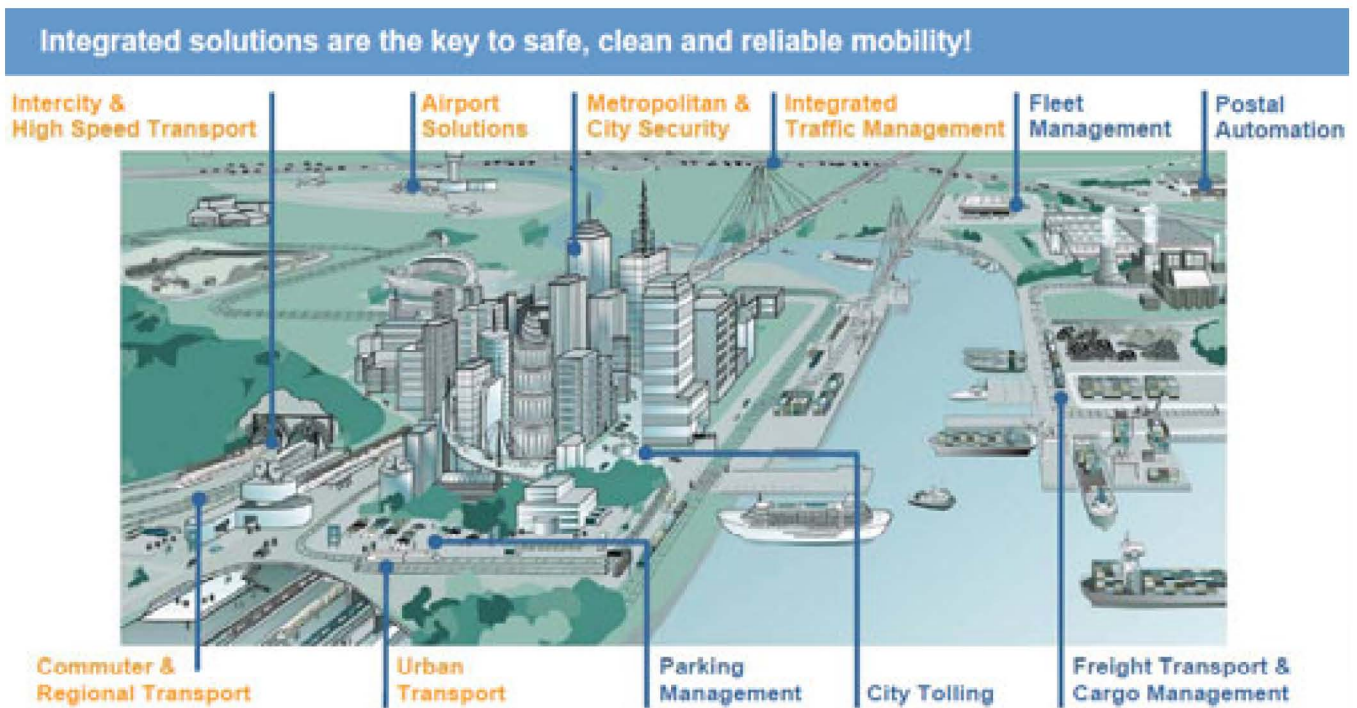 Integrated solutions are the key to safe, clean and reliable mobility!
Intercity &
High Speed Transport
Airport
Solutions
Metropolitan &
City Security
Integrated
Traffic Management
Fleet
Management
Postal
Automation
Commuter &
Regional Transport
Urban
Transport
Parking
Management
City Tolling
Freight Transport &
Cargo Management